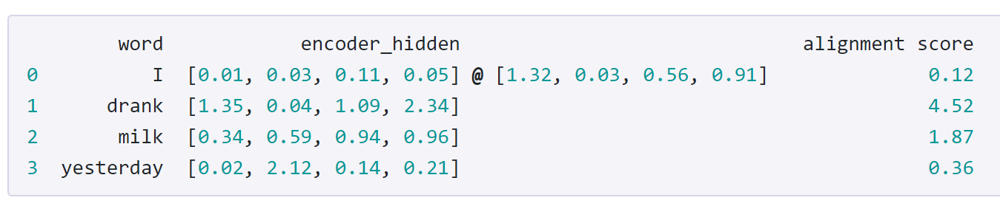 word encoder_hidden alignment score
0 I [0.01, 0.03, 0.11, 0.05] @ [1.32, 0.03, 0.56, 0.91] 0.12
1 drank [1.35, 0.04, 1.09, 2.34] 4.52
2 milk [0.34, 0.59, 0.94, 0.96] 1.87
3 yesterday [0.02, 2.12, 0.14, 0.21] 0.36